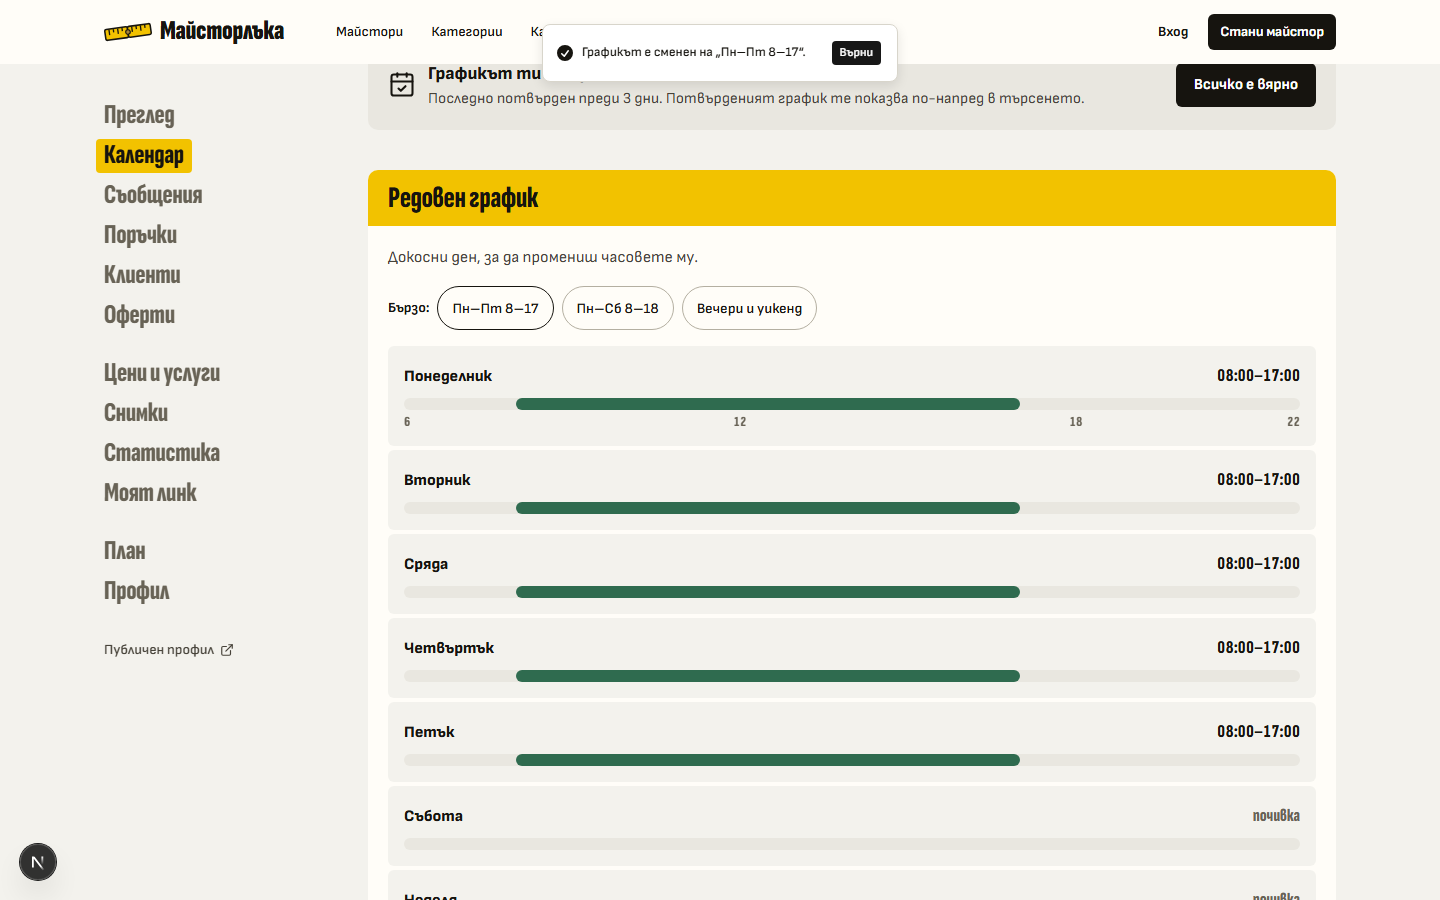 Майсторлъка
Майстори
Категории
Ка
Графикът е сменен на „Пн–Пт 8–17“.
Върни
Вход
Стани майстор
Графикът ти
Последно потвърден преди 3 дни. Потвърденият график те показва по-напред в търсенето.
Всичко е вярно
Преглед
Календар
Съобщения
Поръчки
Клиенти
Оферти
Цени и услуги
Снимки
Статистика
Моят линк
План
Профил
Публичен профил
Редовен график
Докосни ден, за да промениш часовете му.
Бързо:
Пн–Пт 8–17
Пн–Сб 8–18
Вечери и уикенд
Понеделник
08:00–17:00
6
12
18
22
Вторник
08:00–17:00
Сряда
08:00–17:00
Четвъртък
08:00–17:00
Петък
08:00–17:00
Събота
почивка
Неделя
почивка
N